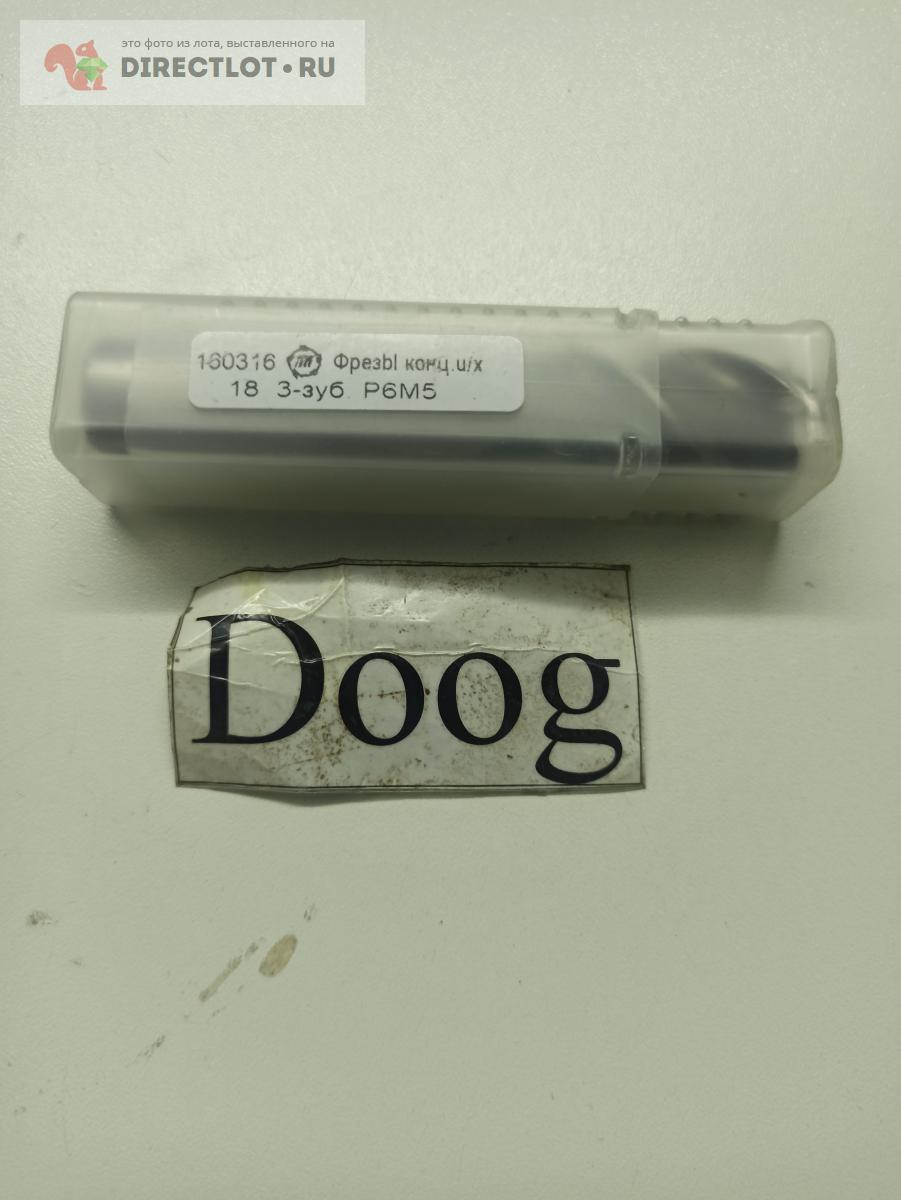 это фото из лота, выставленного на
DIRECTLOT•RU
160316 Фрезы конц.ц/х
18 3-зуб Р6М5
Doog